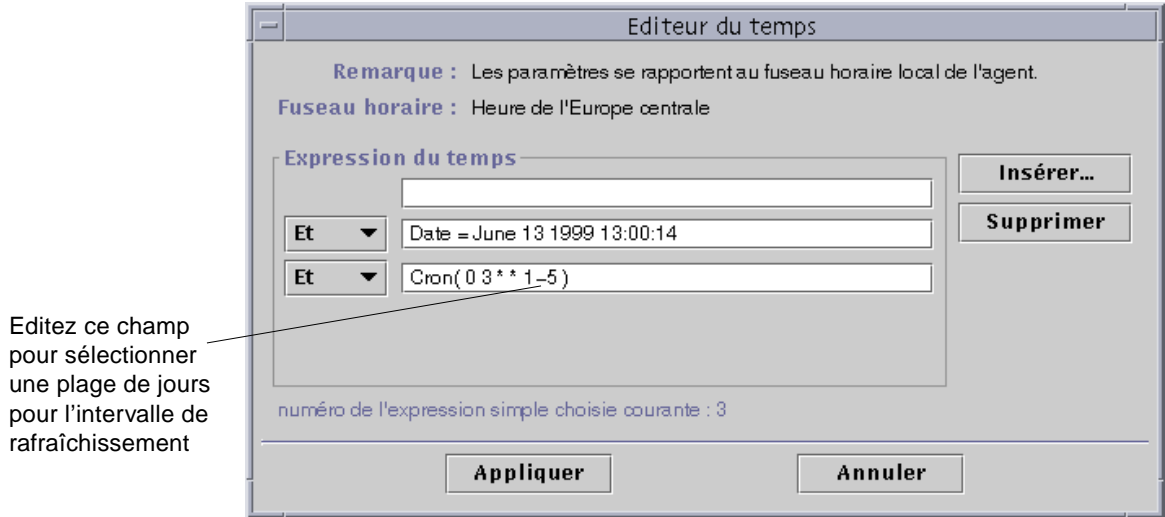 Editeur du temps
Remarque : Les paramètres se rapportent au fuseau horaire local de l'agent.
Fuseau horaire : Heure de l'Europe centrale
Expression du temps
Insérer...
Et Date = June 13 1999 13:00:14
Supprimer
Et Cron( 0 3 * * 1–5 )
Editez ce champ
pour sélectionner
une plage de jours
pour l’intervalle de
rafraîchissement
numéro de l'expression simple choisie courante : 3
Appliquer Annuler